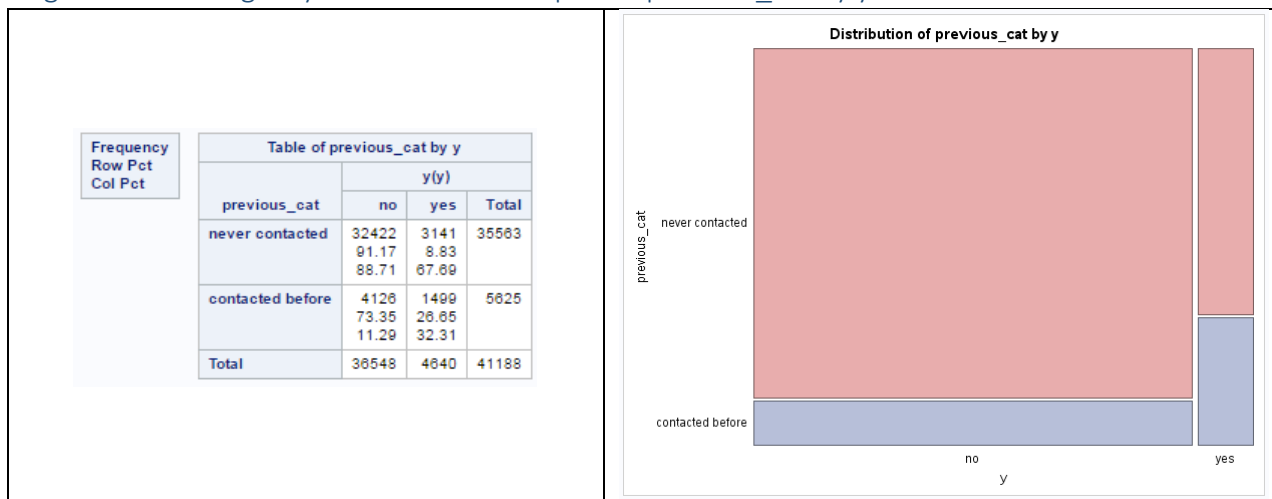 Frequency
Row Pct
Col Pct
Table of previous_cat by y
y(y)
previous_cat no yes Total
never contacted 32422 3141 35563
91.17 8.83
88.71 67.69
contacted before 4126 1499 5625
73.35 26.65
11.29 32.31
Total 36548 4640 41188
Distribution of previous_cat by y
previous_cat
never contacted
contacted before
no yes
y